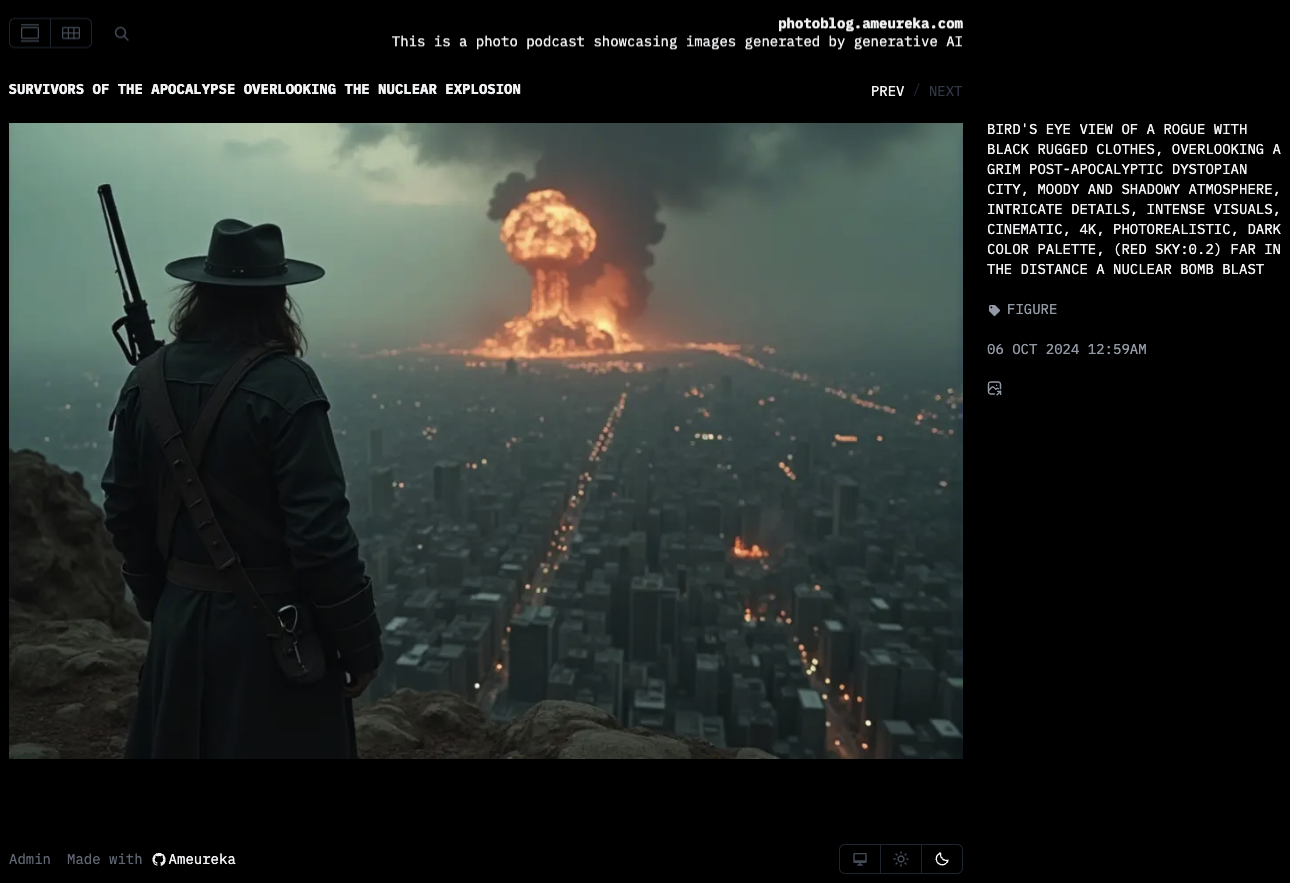 photoblog.ameureka.com
This is a photo podcast showcasing images generated by generative AI
SURVIVORS OF THE APOCALYPSE OVERLOOKING THE NUCLEAR EXPLOSION
PREV / NEXT
BIRD'S EYE VIEW OF A ROGUE WITH
BLACK RUGGED CLOTHES, OVERLOOKING A
GRIM POST-APOCALYPTIC DYSTOPIAN
CITY, MOODY AND SHADOWY ATMOSPHERE,
INTRICATE DETAILS, INTENSE VISUALS,
CINEMATIC, 4K, PHOTOREALISTIC, DARK
COLOR PALETTE, (RED SKY:0.2) FAR IN
THE DISTANCE A NUCLEAR BOMB BLAST
FIGURE
06 OCT 2024 12:59AM
Admin Made with Ameureka